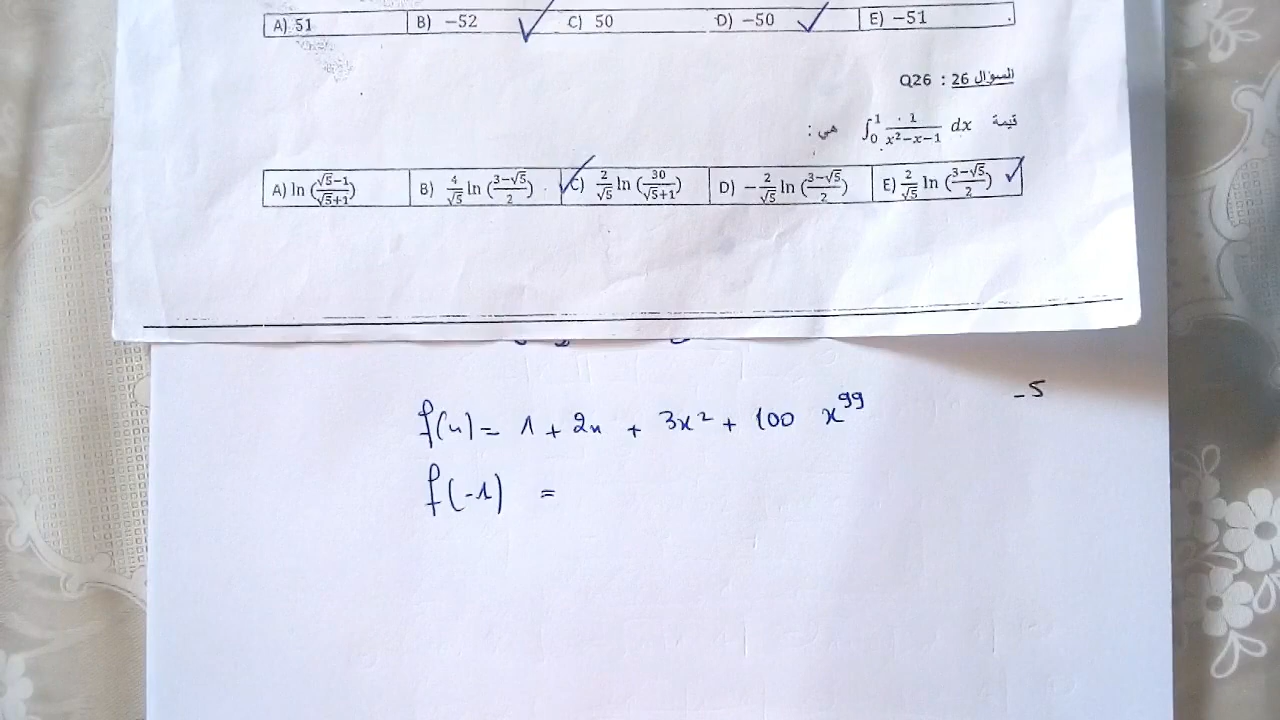 A) 51 B) −52 C) 50 D) −50 E) −51
السؤال 26 : Q26
قيمة ∫₀¹ 1/(x²−x−1) dx هي :
A) ln (√5−1/√5+1) B) 4/√5 ln (3−√5/2) C) 2/√5 ln (30/√5+1) D) −2/√5 ln (3−√5/2) E) 2/√5 ln (3−√5/2)
f(x) = 1 + 2x + 3x² + 100 x⁹⁹
-5
f(-1) =